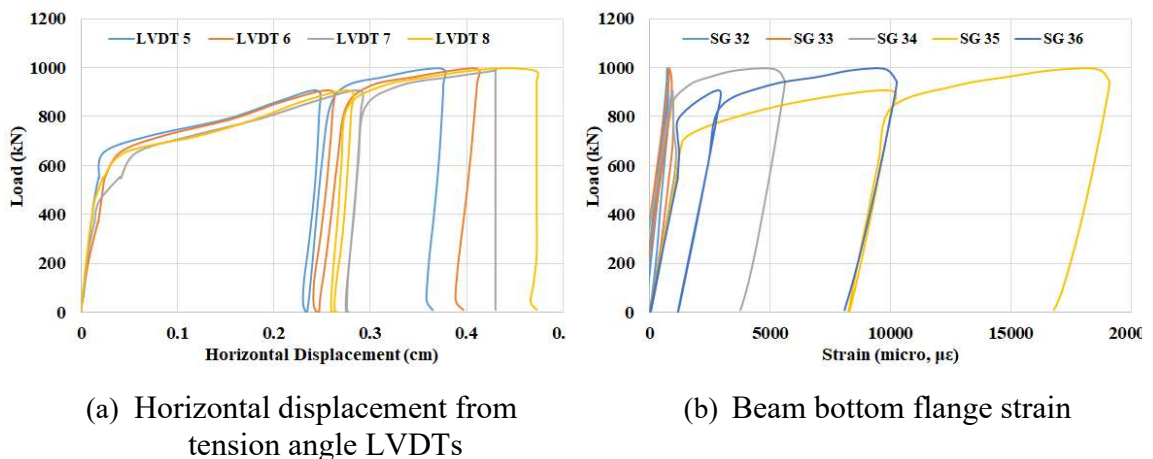 1200
1000
800
600
400
200
0
Load (kN)
LVDT 5 LVDT 6 LVDT 7 LVDT 8
0 0.1 0.2 0.3 0.4 0.
Horizontal Displacement (cm)
(a) Horizontal displacement from
tension angle LVDTs
1200
1000
800
600
400
200
0
Load (kN)
SG 32 SG 33 SG 34 SG 35 SG 36
0 5000 10000 15000 2000
Strain (micro, µε)
(b) Beam bottom flange strain